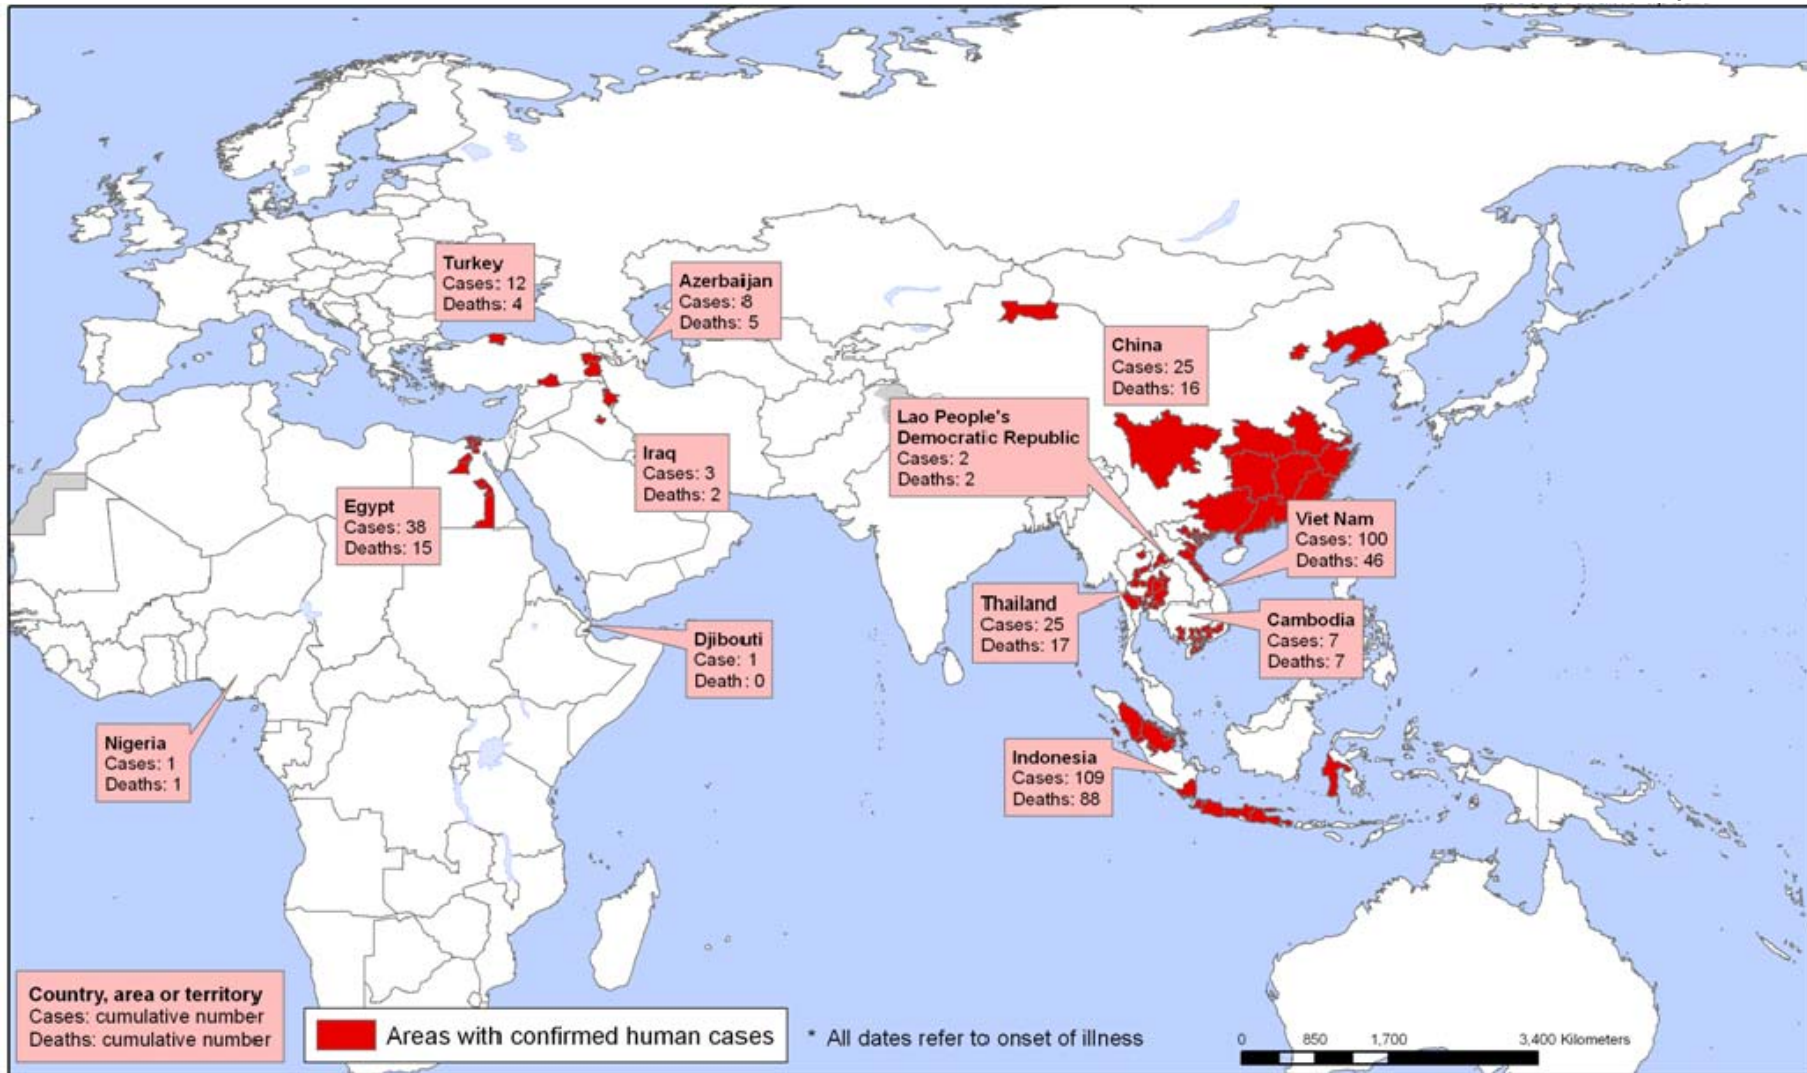 Turkey
Cases: 12
Deaths: 4
Azerbaijan
Cases: 8
Deaths: 5
China
Cases: 25
Deaths: 16
Lao People's
Democratic Republic
Cases: 2
Deaths: 2
Iraq
Cases: 3
Deaths: 2
Egypt
Cases: 38
Deaths: 15
Viet Nam
Cases: 100
Deaths: 46
Thailand
Cases: 25
Deaths: 17
Cambodia
Cases: 7
Deaths: 7
Djibouti
Case: 1
Death: 0
Nigeria
Cases: 1
Deaths: 1
Indonesia
Cases: 109
Deaths: 88
Country, area or territory
Cases: cumulative number
Deaths: cumulative number
Areas with confirmed human cases
* All dates refer to onset of illness
0 850 1,700 3,400 Kilometers